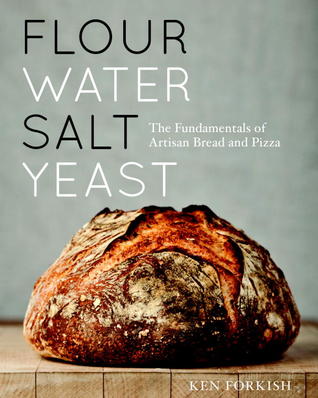 FLOUR
WATER
SALT
YEAST
The Fundamentals of
Artisan Bread and Pizza
KEN FORKISH